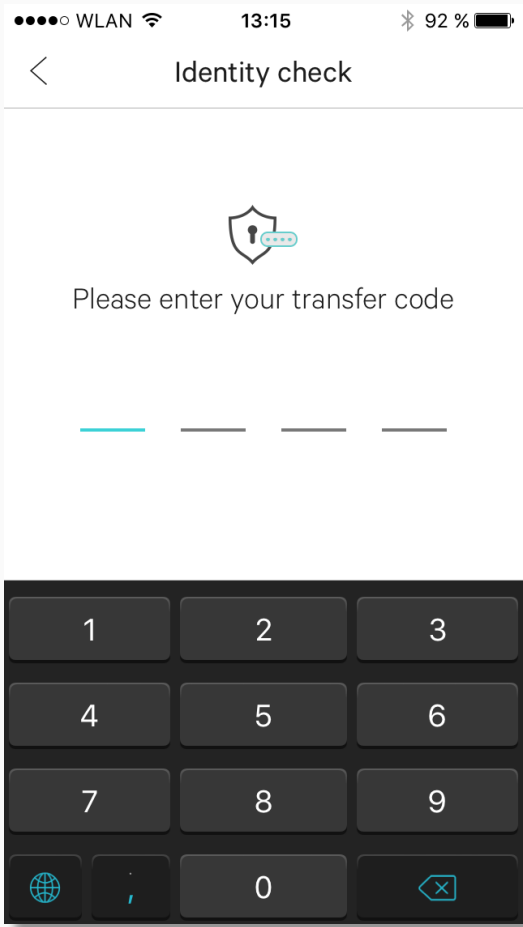 WLAN 13:15 92 %
Identity check
Please enter your transfer code
1 2 3
4 5 6
7 8 9
, 0